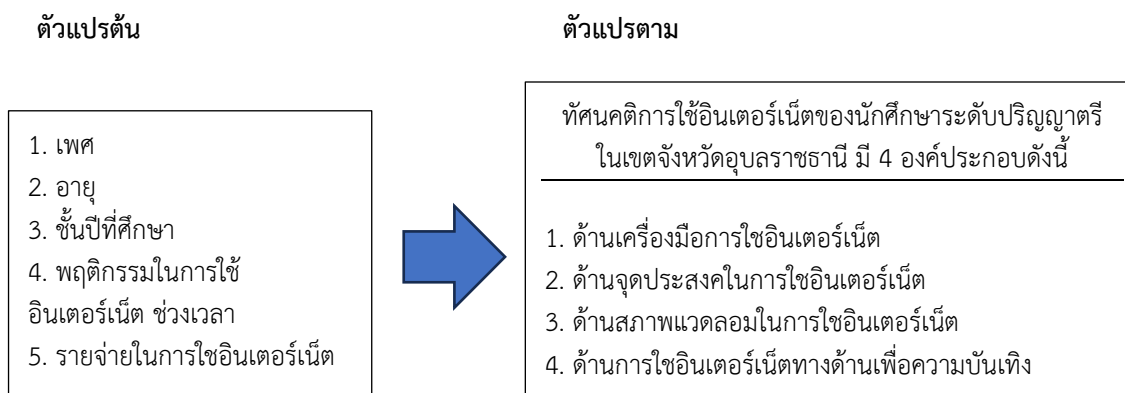 ตัวแปรต้น
ตัวแปรตาม
1. เพศ
2. อายุ
3. ชั้นปีที่ศึกษา
4. พฤติกรรมในการใช้
อินเตอร์เน็ต ช่วงเวลา
5. รายจ่ายในการใชอินเตอร์เน็ต
ทัศนคติการใช้อินเตอร์เน็ตของนักศึกษาระดับปริญญาตรี
ในเขตจังหวัดอุบลราชธานี มี 4 องค์ประกอบดังนี้
1. ด้านเครื่องมือการใชอินเตอร์เน็ต
2. ด้านจุดประสงคในการใชอินเตอร์เน็ต
3. ด้านสภาพแวดลอมในการใชอินเตอร์เน็ต
4. ด้านการใชอินเตอร์เน็ตทางด้านเพื่อความบันเทิง